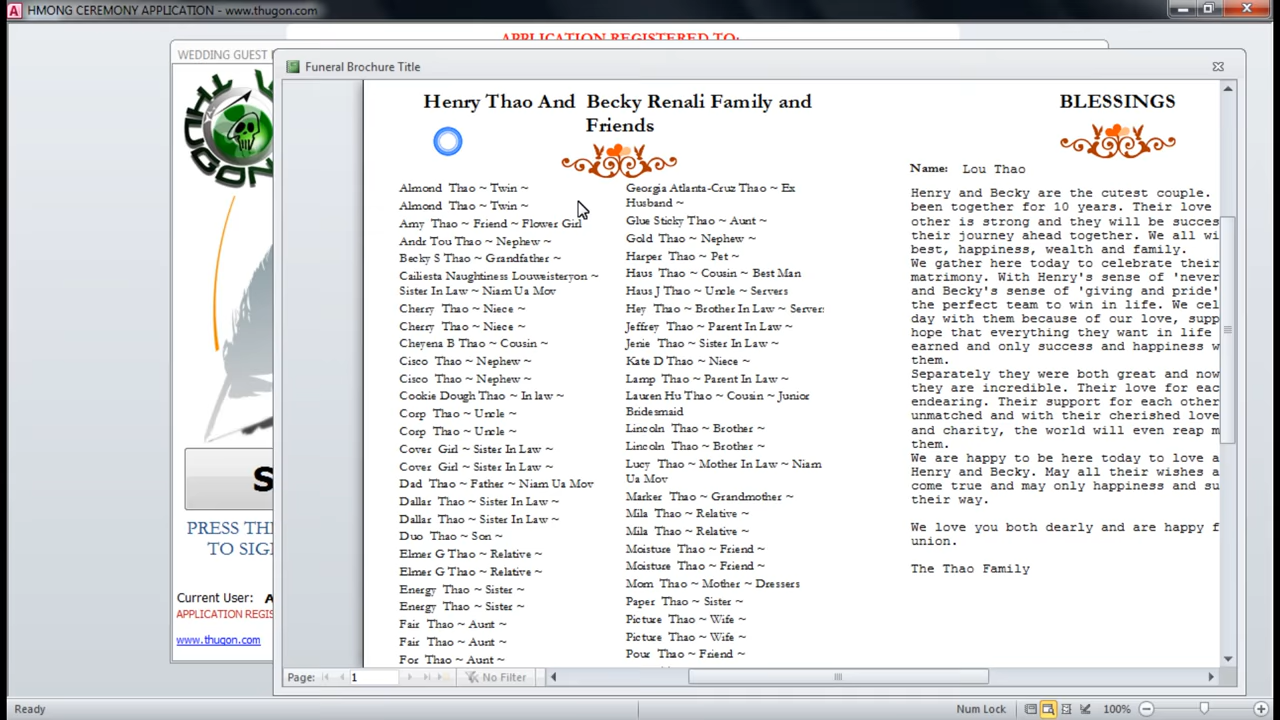 HMONG CEREMONY APPLICATION - www.thugon.com
APPLICATION REGISTERED TO:
WEDDING GUEST
Funeral Brochure Title
THUGON
Henry Thao And Becky Renali Family and
Friends
Almond Thao ~ Twin ~
Almond Thao ~ Twin ~
Amy Thao ~ Friend ~ Flower Girl
Andr Tou Thao ~ Nephew ~
Becky S Thao ~ Grandfather ~
Cailiesta Naughtiness Louweisteryon ~
Sister In Law ~ Niam Ua Mov
Cherry Thao ~ Niece ~
Cherry Thao ~ Niece ~
Cheyena B Thao ~ Cousin ~
Cisco Thao ~ Nephew ~
Cisco Thao ~ Nephew ~
Cookie Dough Thao ~ In law ~
Corp Thao ~ Uncle ~
Corp Thao ~ Uncle ~
Cover Girl ~ Sister In Law ~
Cover Girl ~ Sister In Law ~
Dad Thao ~ Father ~ Niam Ua Mov
Dallar Thao ~ Sister In Law ~
Dallar Thao ~ Sister In Law ~
Duo Thao ~ Son ~
Elmer G Thao ~ Relative ~
Elmer G Thao ~ Relative ~
Energy Thao ~ Sister ~
Energy Thao ~ Sister ~
Fair Thao ~ Aunt ~
Fair Thao ~ Aunt ~
For Thao ~ Aunt ~
Georgia Atlanta-Cruz Thao ~ Ex
Husband ~
Glue Sticky Thao ~ Aunt ~
Gold Thao ~ Nephew ~
Harper Thao ~ Pet ~
Haus Thao ~ Cousin ~ Best Man
Haus J Thao ~ Uncle ~ Servers
Hey Thao ~ Brother In Law ~ Servers
Jeffrey Thao ~ Parent In Law ~
Jenie Thao ~ Sister In Law ~
Kate D Thao ~ Niece ~
Lamp Thao ~ Parent In Law ~
Lauren Hu Thao ~ Cousin ~ Junior
Bridesmaid
Lincoln Thao ~ Brother ~
Lincoln Thao ~ Brother ~
Lucy Thao ~ Mother In Law ~ Niam
Ua Mov
Marker Thao ~ Grandmother ~
Mila Thao ~ Relative ~
Mila Thao ~ Relative ~
Moisture Thao ~ Friend ~
Moisture Thao ~ Friend ~
Mom Thao ~ Mother ~ Dressers
Paper Thao ~ Sister ~
Picture Thao ~ Wife ~
Picture Thao ~ Wife ~
Pour Thao ~ Friend ~
BLESSINGS
Name: Lou Thao
Henry and Becky are the cutest couple.
been together for 10 years. Their love
other is strong and they will be succes
their journey ahead together. We all wi
best, happiness, wealth and family.
We gather here today to celebrate their
matrimony. With Henry's sense of 'never
and Becky's sense of 'giving and pride'
the perfect team to win in life. We cel
day with them because of our love, supp
hope that everything they want in life
earned and only success and happiness w
them.
Separately they were both great and now
they are incredible. Their love for eac
endearing. Their support for each other
unmatched and with their cherished love
and charity, the world will even reap m
them.
We are happy to be here today to love a
Henry and Becky. May all their wishes a
come true and may only happiness and su
their way.
We love you both dearly and are happy f
union.
The Thao Family
S
PRESS THE
TO SIG
Current User: A
APPLICATION REGIS
www.thugon.com
Page: 1 No Filter
Ready
Num Lock 100%